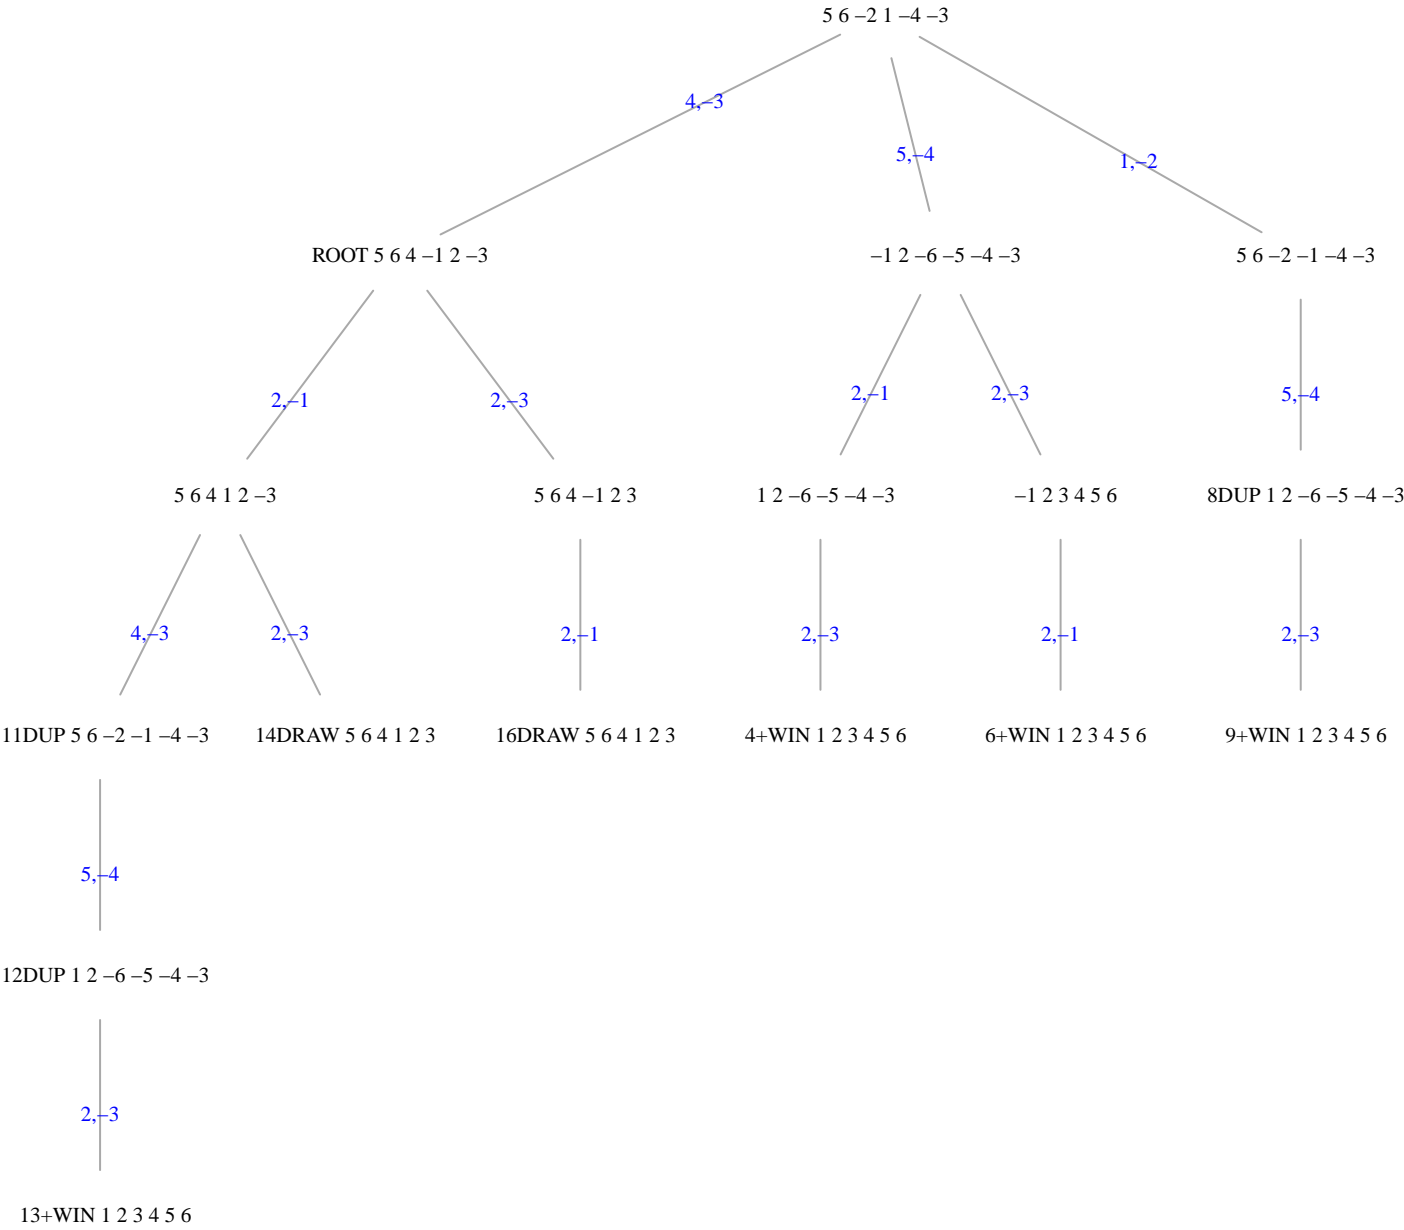 5 6 –2 1 –4 –3
4,–3
5,–4
1,–2
ROOT 5 6 4 –1 2 –3
–1 2 –6 –5 –4 –3
5 6 –2 –1 –4 –3
2,–1
2,–3
2,–1
2,–3
5,–4
5 6 4 1 2 –3
5 6 4 –1 2 3
1 2 –6 –5 –4 –3
–1 2 3 4 5 6
8DUP 1 2 –6 –5 –4 –3
4,–3
2,–3
2,–1
2,–3
2,–1
2,–3
11DUP 5 6 –2 –1 –4 –3
14DRAW 5 6 4 1 2 3
16DRAW 5 6 4 1 2 3
4+WIN 1 2 3 4 5 6
6+WIN 1 2 3 4 5 6
9+WIN 1 2 3 4 5 6
5,–4
12DUP 1 2 –6 –5 –4 –3
2,–3
13+WIN 1 2 3 4 5 6